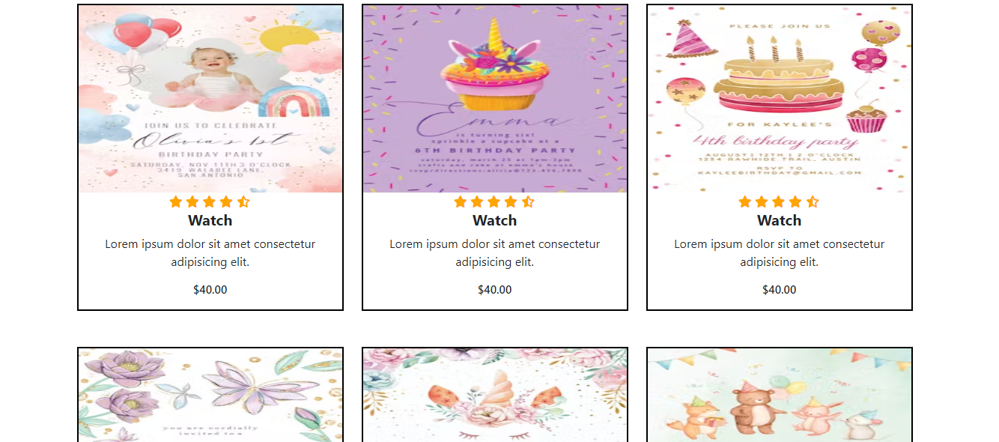 JOIN US TO CELEBRATE
Olivia's 1st
BIRTHDAY PARTY
SATURDAY, NOV 11TH 3 O'CLOCK
3419 WALABEE LANE,
SAN ANTONIO
Watch
Lorem ipsum dolor sit amet consectetur
adipisicing elit.
$40.00
Emma
is turning six!
sprinkle a cupcake at a
6TH BIRTHDAY PARTY
saturday, march 25 at 1pm-3pm
crafts and cake at emma's house
rsvp/directions:alicia@123.456.7890
Watch
Lorem ipsum dolor sit amet consectetur
adipisicing elit.
$40.00
PLEASE JOIN US
FOR KAYLEE'S
4th birthday party
AUGUST | 12TH | 2 O'CLOCK
1234 RAWHIDE TRAIL, AUSTIN
RSVP TO
KAYLEEBIRTHDAY@GMAIL.COM
Watch
Lorem ipsum dolor sit amet consectetur
adipisicing elit.
$40.00
you are cordially
invited to a